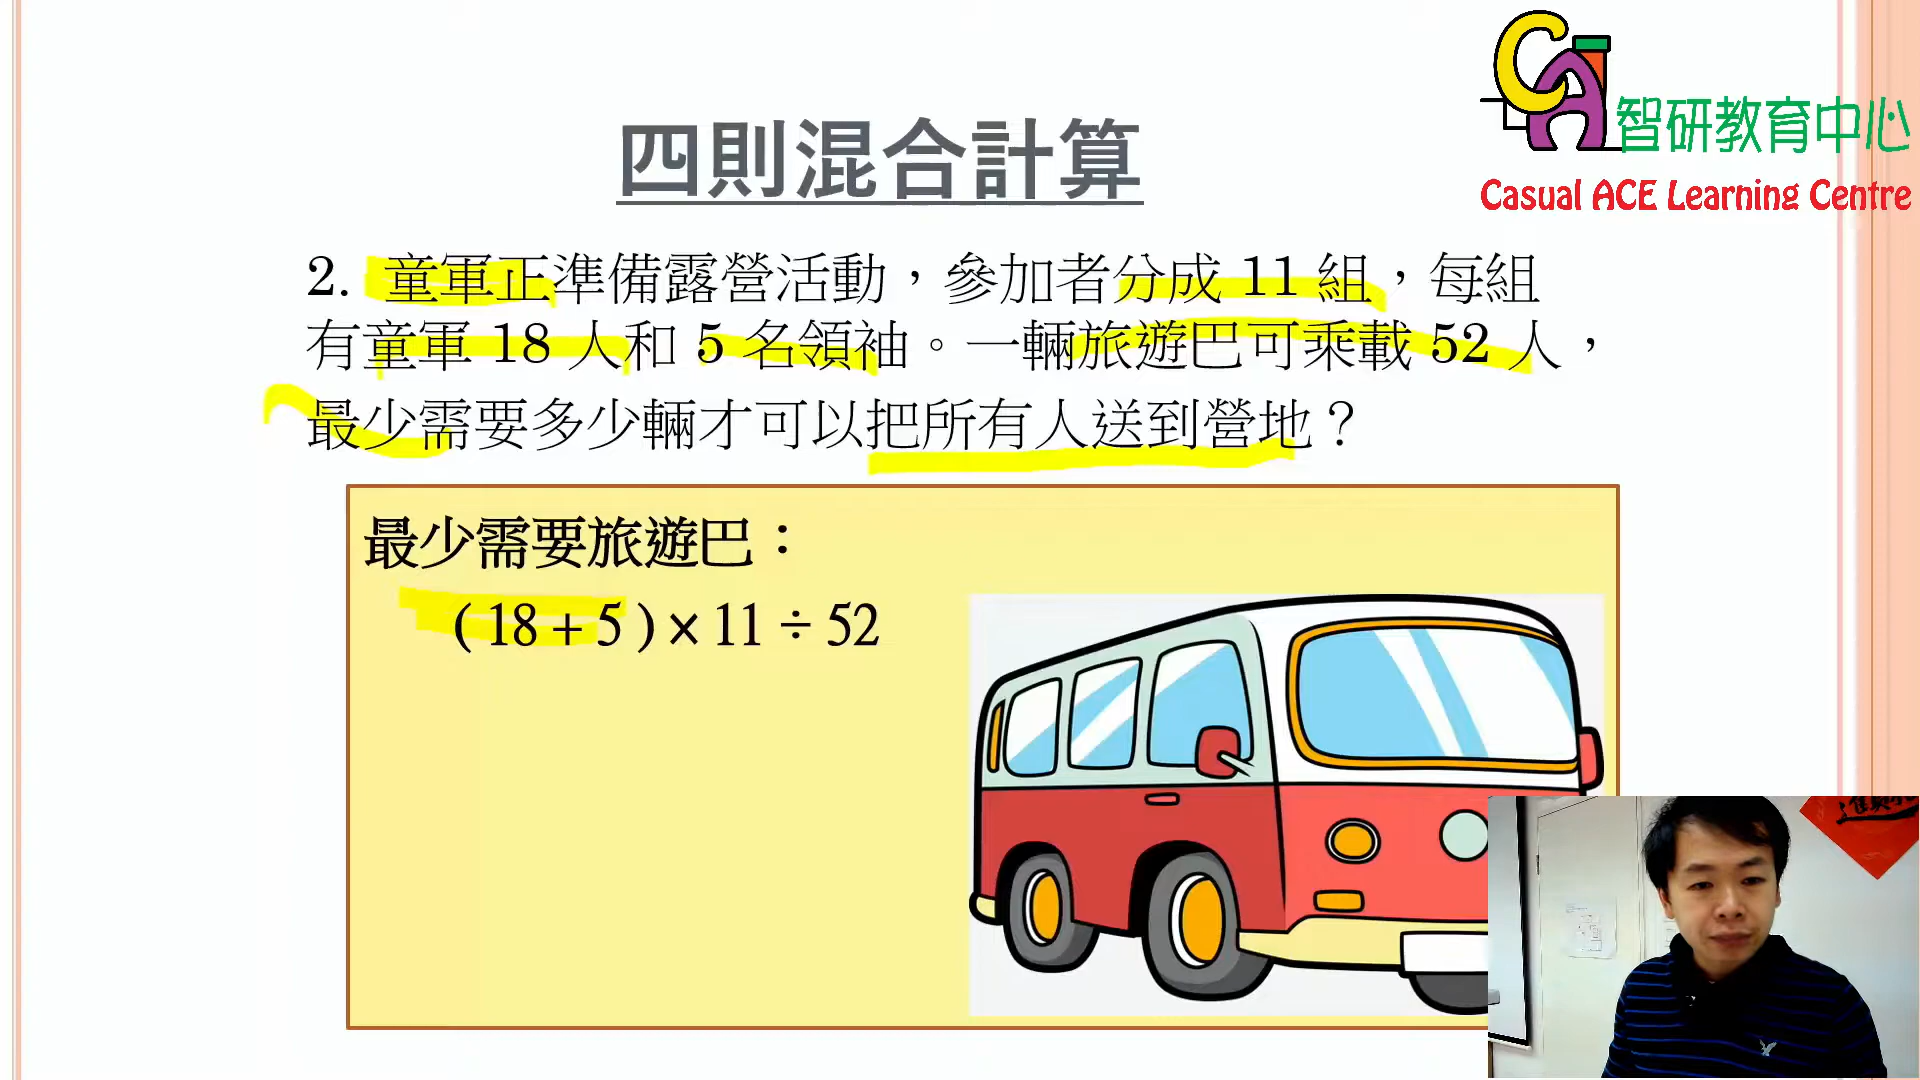 智研教育中心
Casual ACE Learning Centre
四則混合計算
2. 童軍正準備露營活動，參加者分成 11 組，每組
有童軍 18 人和 5 名領袖。一輛旅遊巴可乘載 52 人，
最少需要多少輛才可以把所有人送到營地？
最少需要旅遊巴：
( 18 + 5 ) × 11 ÷ 52